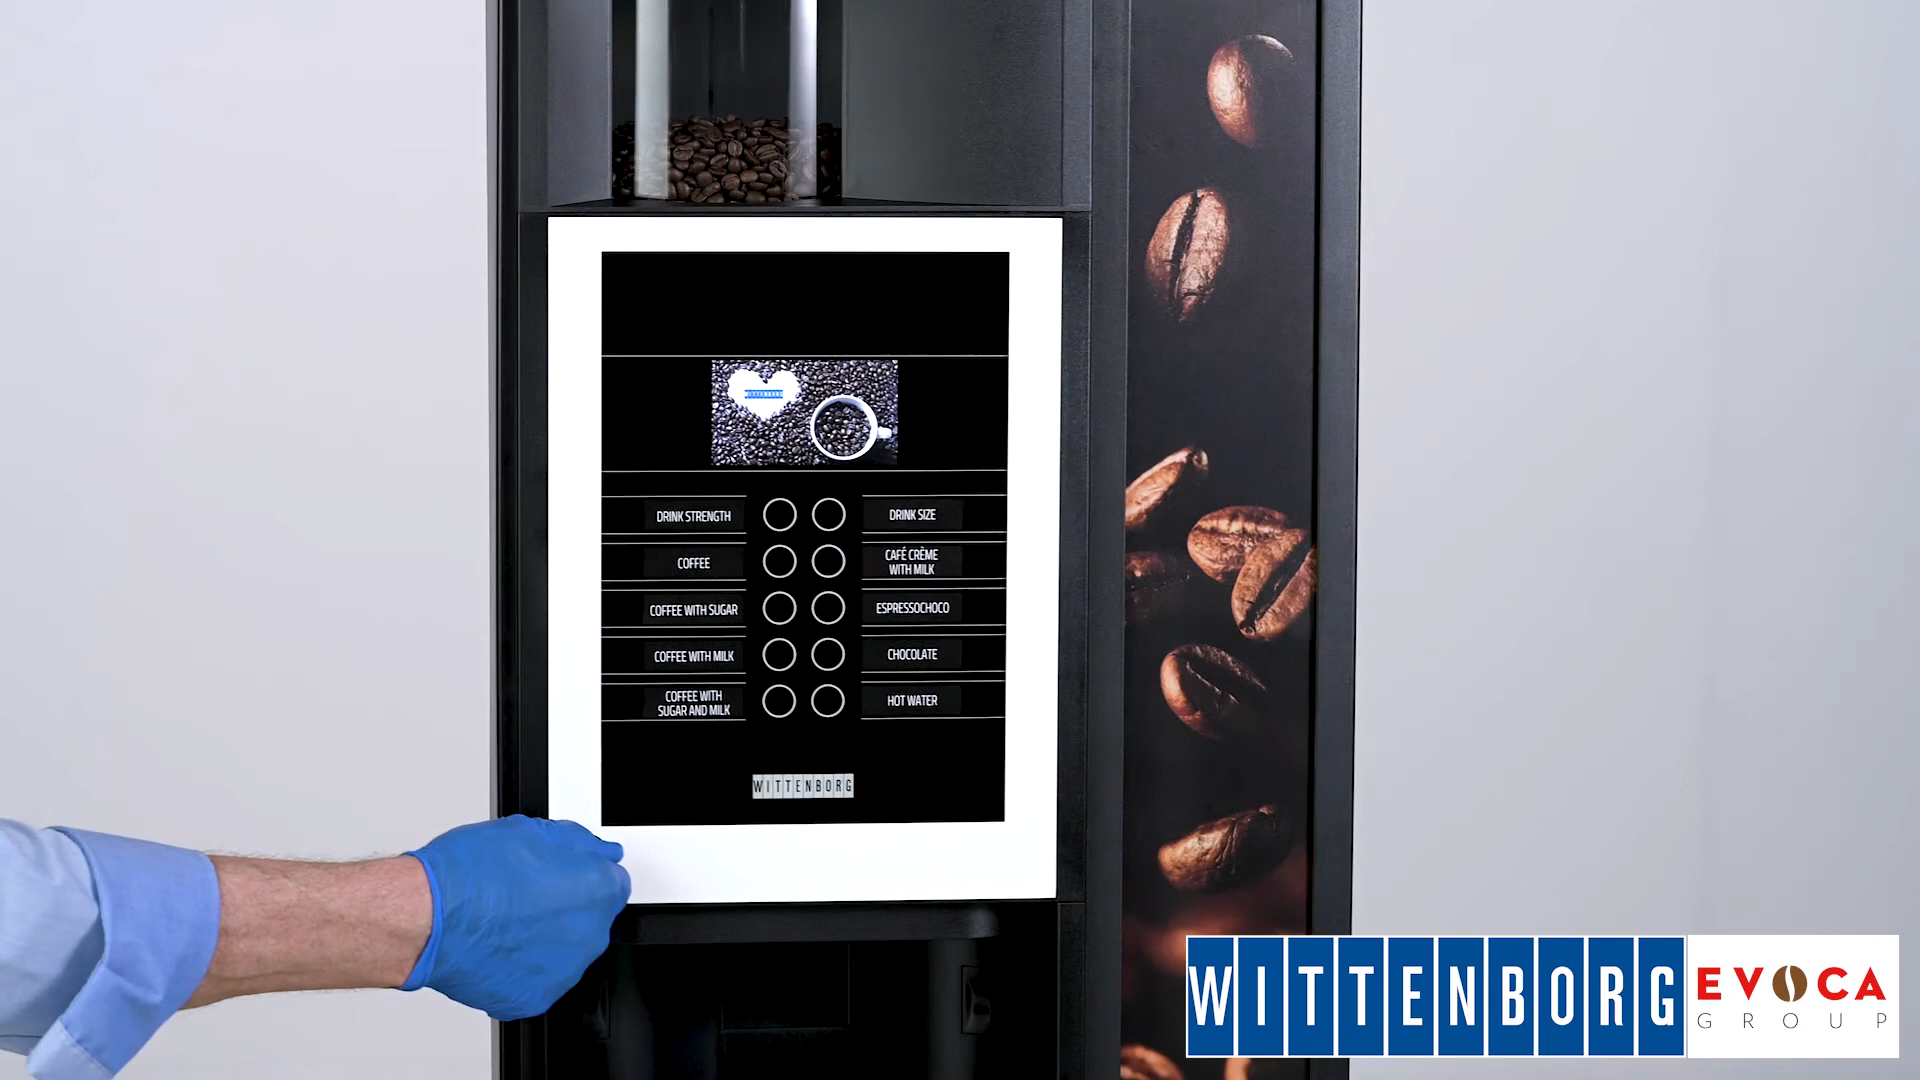 WITTENBORG
DRINK STRENGTH
DRINK SIZE
COFFEE
CAFÉ CRÈME
WITH MILK
COFFEE WITH SUGAR
ESPRESSOCHOCO
COFFEE WITH MILK
CHOCOLATE
COFFEE WITH
SUGAR AND MILK
HOT WATER
WITTENBORG
WITTENBORG
EVOCA
GROUP